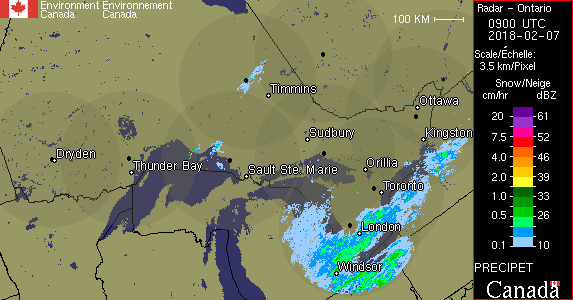 Environment Environnement
Canada Canada
100 KM
Timmins
Ottawa
Sudbury
Kingston
Dryden
Thunder Bay
Sault Ste. Marie
Orillia
Toronto
London
Windsor
Radar - Ontario
0900 UTC
2018-02-07
Scale/Échelle:
3.5 km/Pixel
Snow/Neige
cm/hr dBZ
20 61
7.5 52
4.0 46
2.0 39
1.0 33
0.5 26
0.1 10
PRECIPET
Canada